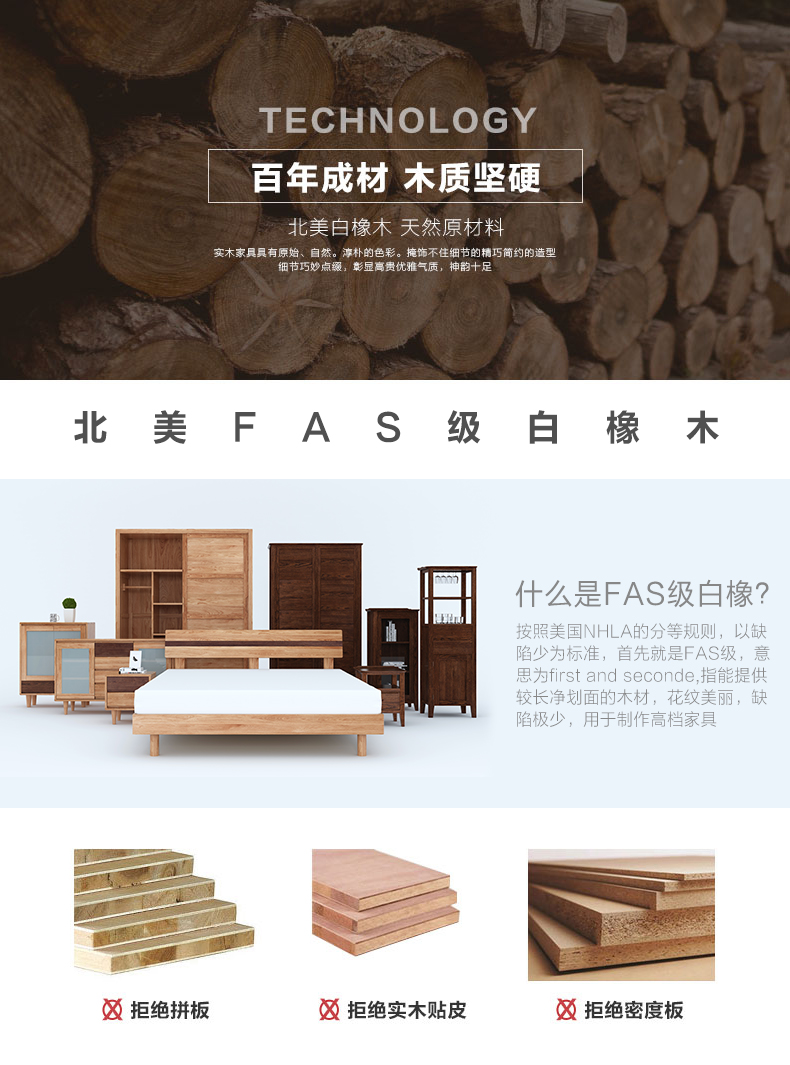 TECHNOLOGY
百年成材 木质坚硬
北美白橡木 天然原材料
实木家具具有原始、自然。淳朴的色彩。掩饰不住细节的精巧简约的造型
细节巧妙点缀，彰显高贵优雅气质，神韵十足
北美FAS级白橡木
什么是FAS级白橡?
按照美国NHLA的分等规则，以缺
陷少为标准，首先就是FAS级，意
思为first and seconde,指能提供
较长净划面的木材，花纹美丽，缺
陷极少，用于制作高档家具
拒绝拼板
拒绝实木贴皮
拒绝密度板